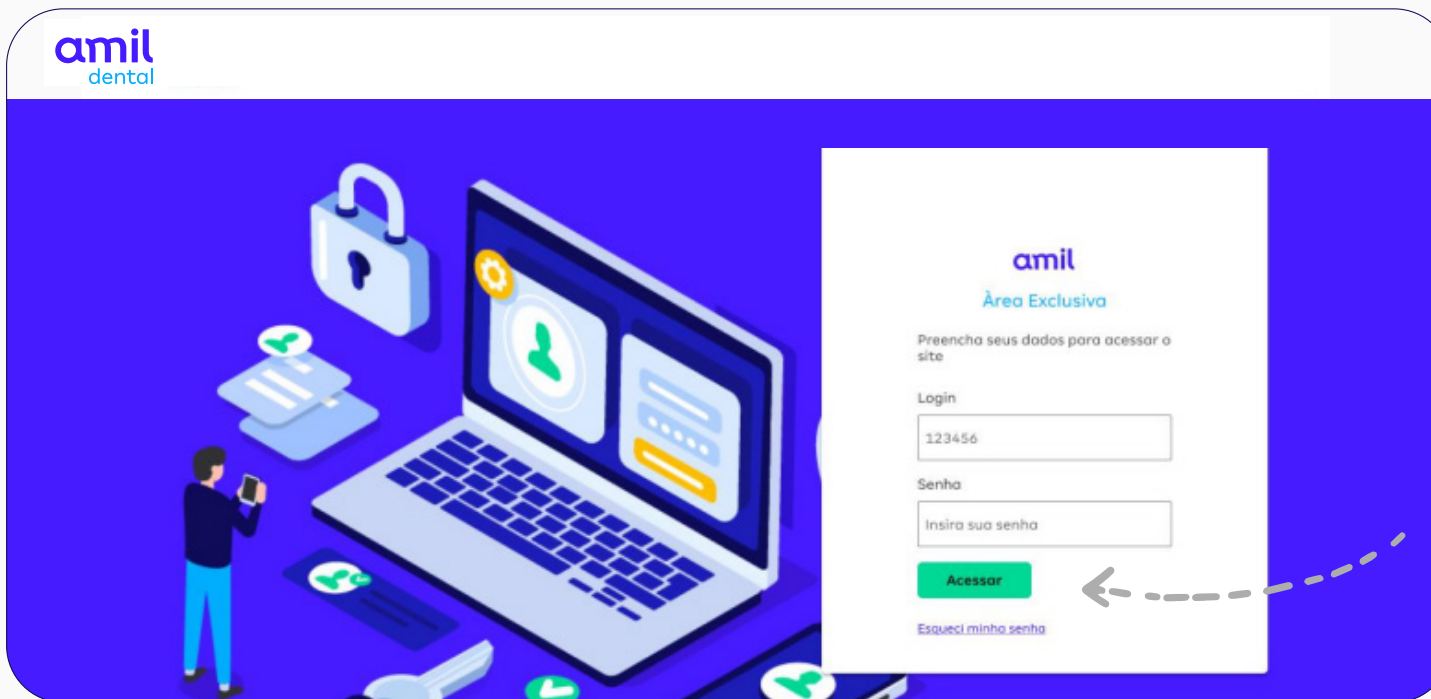 amil
dental
amil
Àrea Exclusiva
Preencha seus dados para acessar o
site
Login
123456
Senha
Insira sua senha
Acessar
Esqueci minha senha